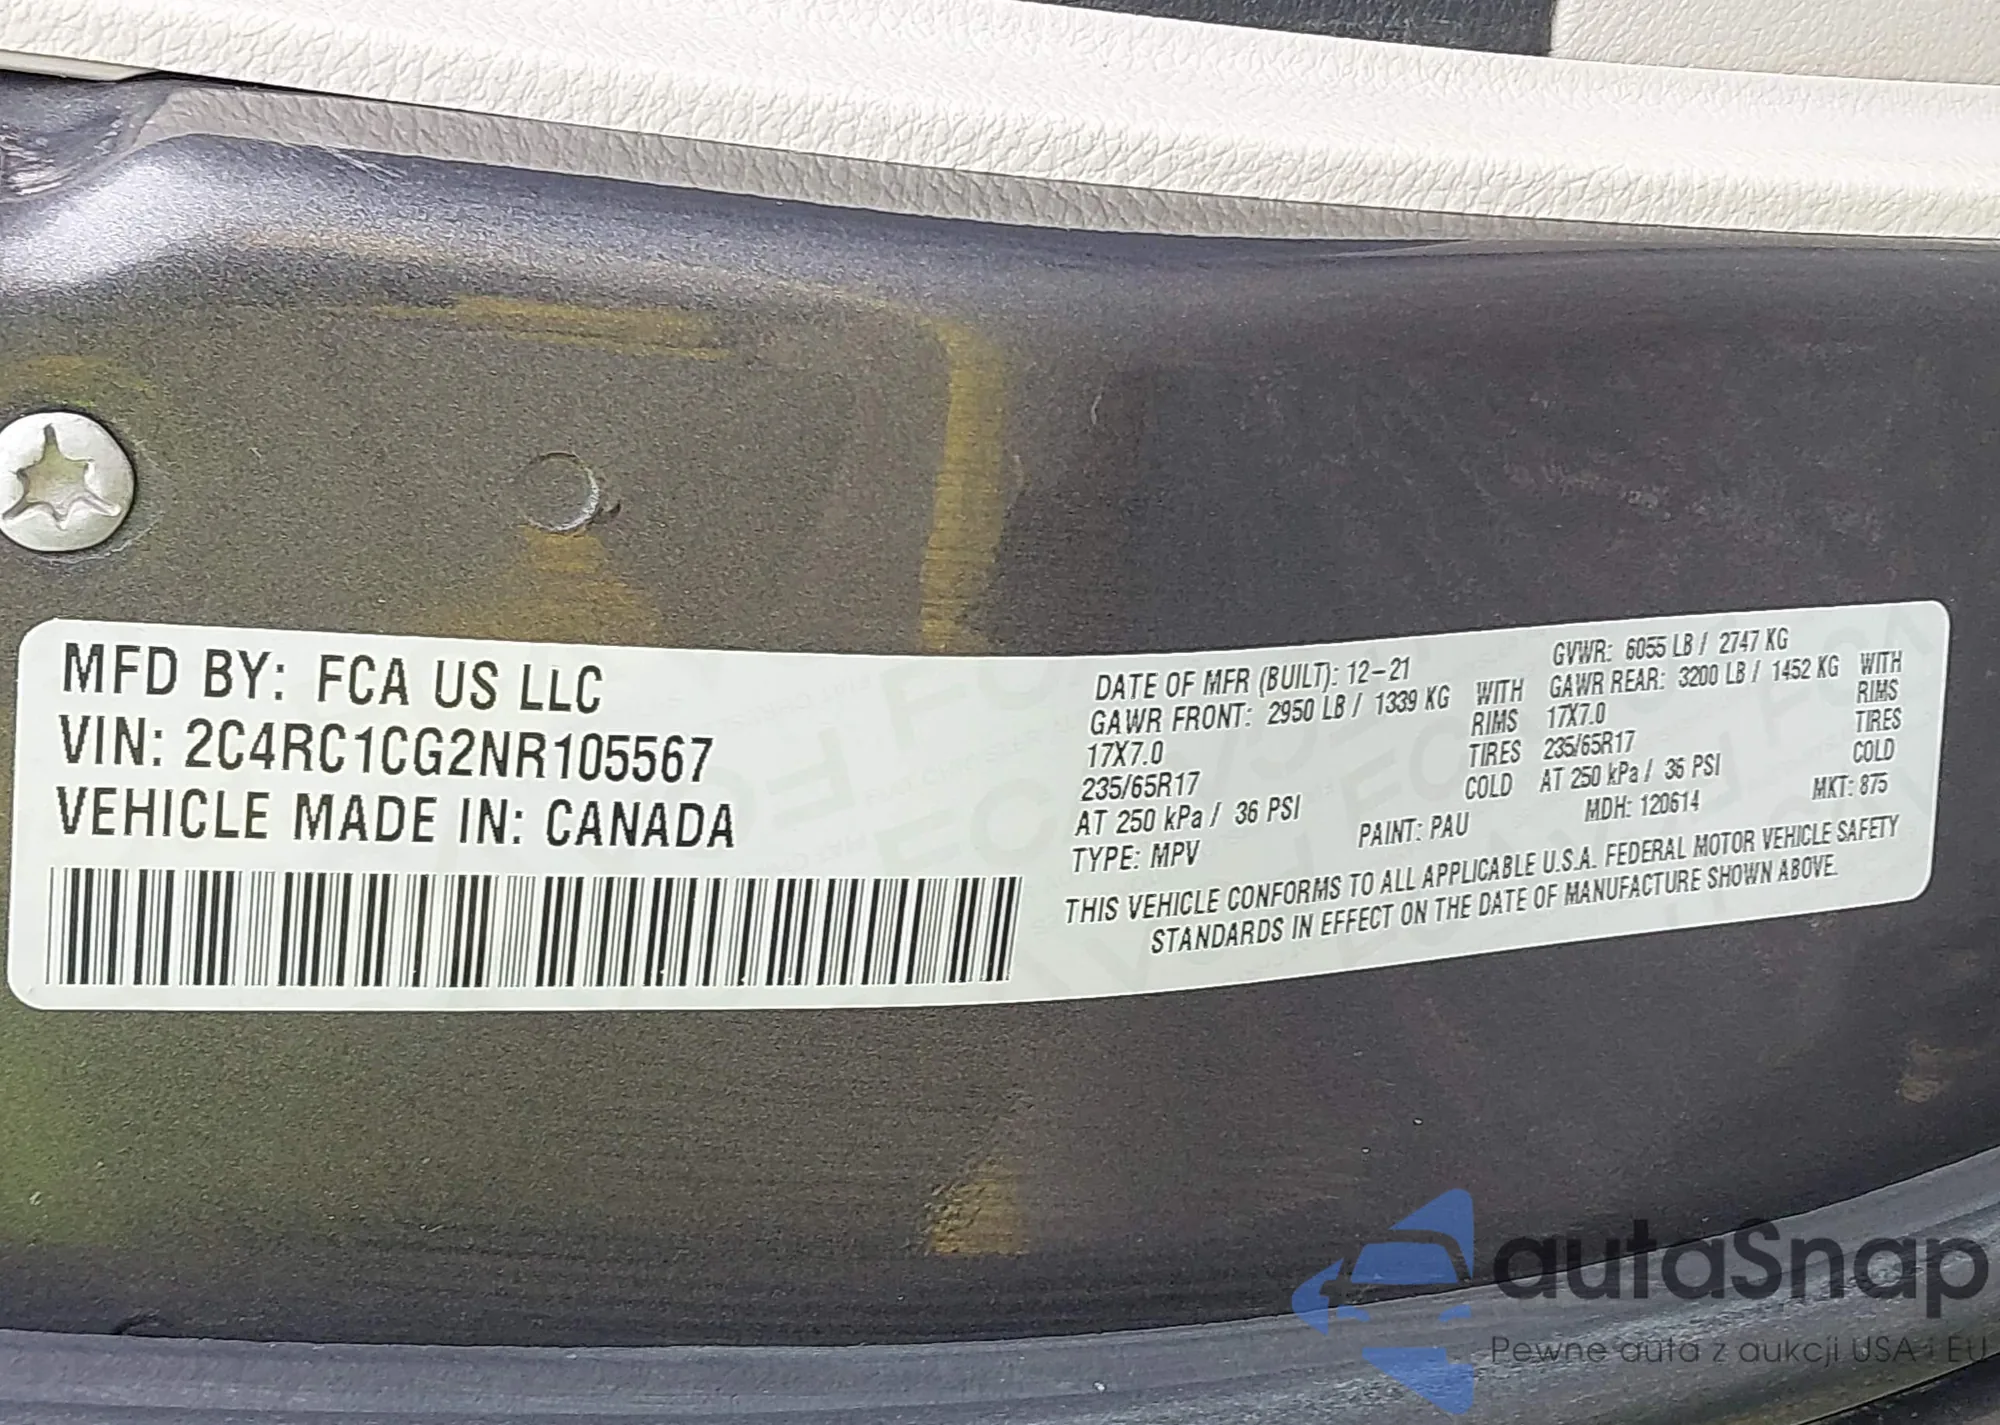 MFD BY: FCA US LLC
VIN: 2C4RC1CG2NR105567
VEHICLE MADE IN: CANADA
DATE OF MFR (BUILT): 12-21
GVWR: 6055 LB / 2747 KG
GAWR FRONT: 2950 LB / 1339 KG WITH
GAWR REAR: 3200 LB / 1452 KG WITH
17X7.0 RIMS
17X7.0 RIMS
235/65R17 TIRES
235/65R17 TIRES
AT 250 kPa / 36 PSI COLD
AT 250 kPa / 36 PSI COLD
TYPE: MPV
PAINT: PAU
MDH: 120614
MKT: 875
THIS VEHICLE CONFORMS TO ALL APPLICABLE U.S.A. FEDERAL MOTOR VEHICLE SAFETY
STANDARDS IN EFFECT ON THE DATE OF MANUFACTURE SHOWN ABOVE.
autaSnap
Pewne auta z aukcji USA i EU